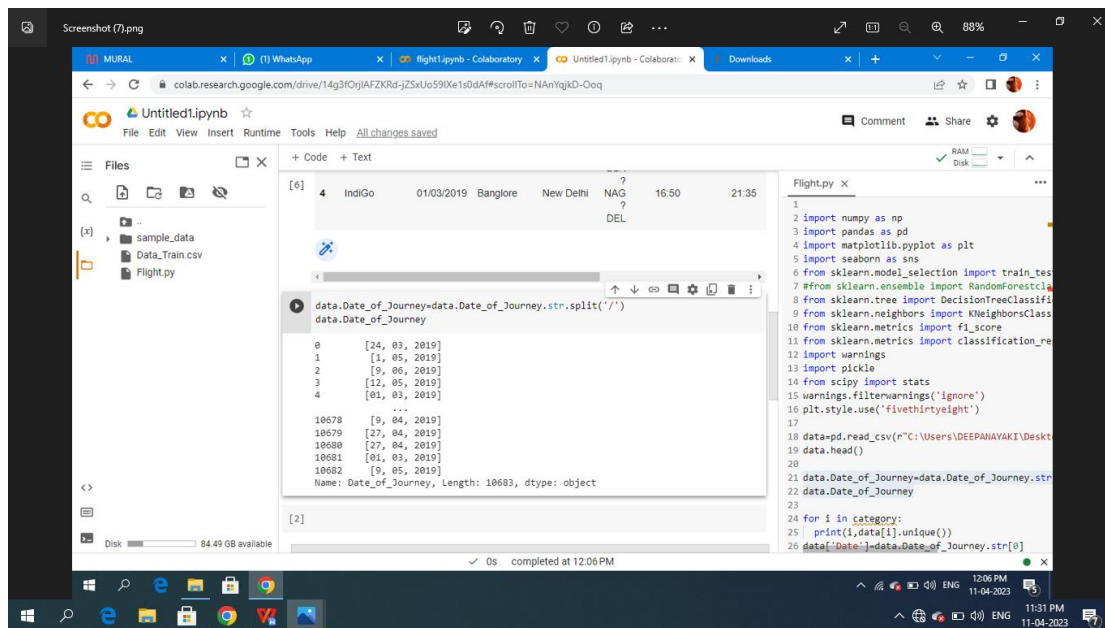 Screenshot (7).png
88%
MURAL
(1) WhatsApp
flight1.ipynb - Colaboratory
Untitled1.ipynb - Colaborato
Downloads
colab.research.google.com/drive/14g3fOrjlAFZKRd-jZSxUo59IXe1s0dAf#scrollTo=NAnYqjkD-Ooq
Untitled1.ipynb
File Edit View Insert Runtime Tools Help All changes saved
Comment
Share
Files
+ Code + Text
RAM
Disk
..
sample_data
Data_Train.csv
Flight.py
Disk 84.49 GB available
[6]
?
4 IndiGo 01/03/2019 Banglore New Delhi NAG 16:50 21:35
?
DEL
data.Date_of_Journey=data.Date_of_Journey.str.split('/')
data.Date_of_Journey
0 [24, 03, 2019]
1 [1, 05, 2019]
2 [9, 06, 2019]
3 [12, 05, 2019]
4 [01, 03, 2019]
...
10678 [9, 04, 2019]
10679 [27, 04, 2019]
10680 [27, 04, 2019]
10681 [01, 03, 2019]
10682 [9, 05, 2019]
Name: Date_of_Journey, Length: 10683, dtype: object
[2]
Flight.py
1
2 import numpy as np
3 import pandas as pd
4 import matplotlib.pyplot as plt
5 import seaborn as sns
6 from sklearn.model_selection import train_tes
7 #from sklearn.ensemble import RandomForestcla
8 from sklearn.tree import DecisionTreeClassifi
9 from sklearn.neighbors import KNeighborsClass
10 from sklearn.metrics import f1_score
11 from sklearn.metrics import classification_re
12 import warnings
13 import pickle
14 from scipy import stats
15 warnings.filterwarnings('ignore')
16 plt.style.use('fivethirtyeight')
17
18 data=pd.read_csv(r"C:\Users\DEEPANAYAKI\Deskt
19 data.head()
20
21 data.Date_of_Journey=data.Date_of_Journey.str
22 data.Date_of_Journey
23
24 for i in category:
25 print(i,data[i].unique())
26 data['Date']=data.Date_of_Journey.str[0]
0s completed at 12:06 PM
ENG
12:06 PM
11-04-2023
5
ENG
11:31 PM
11-04-2023
7